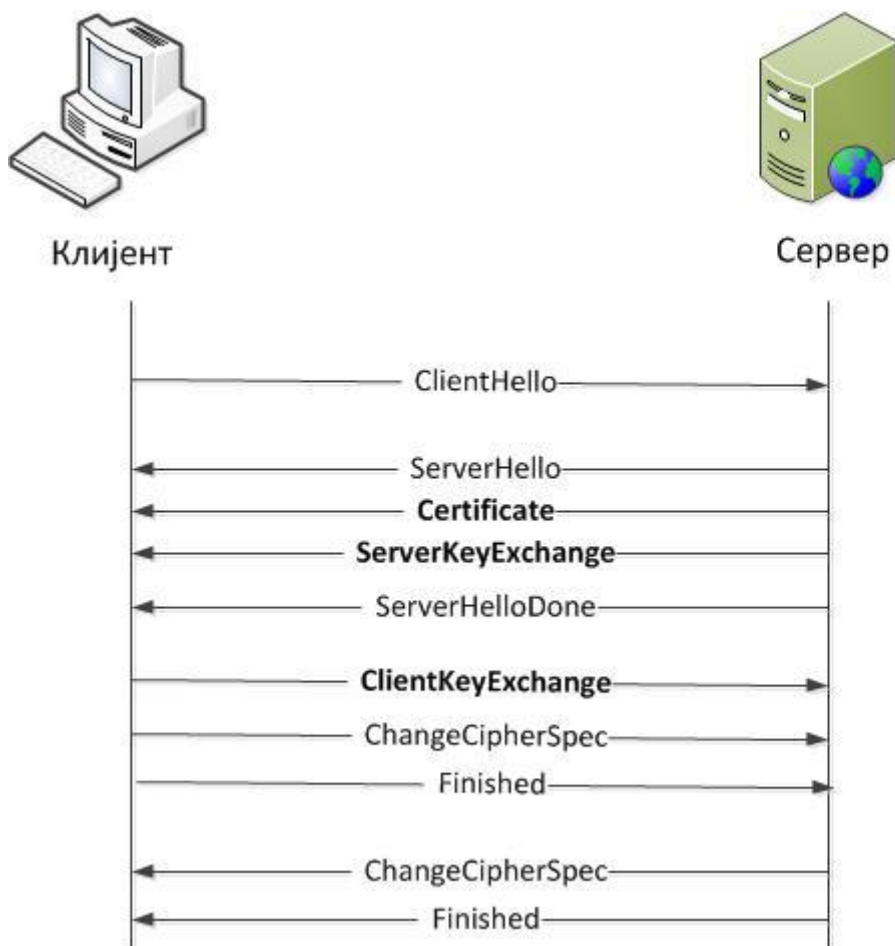 Клијент
Сервер
ClientHello
ServerHello
Certificate
ServerKeyExchange
ServerHelloDone
ClientKeyExchange
ChangeCipherSpec
Finished
ChangeCipherSpec
Finished